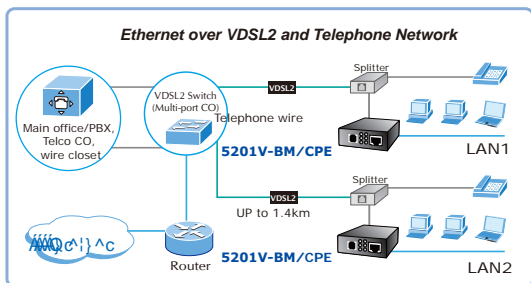 Ethernet over VDSL2 and Telephone Network
Main office/PBX,
Telco CO,
wire closet
VDSL2 Switch
(Multi-port CO)
VDSL2
Telephone wire
Splitter
5201V-BM/CPE
LAN1
VDSL2
UP to 1.4km
Splitter
Router
5201V-BM/CPE
LAN2